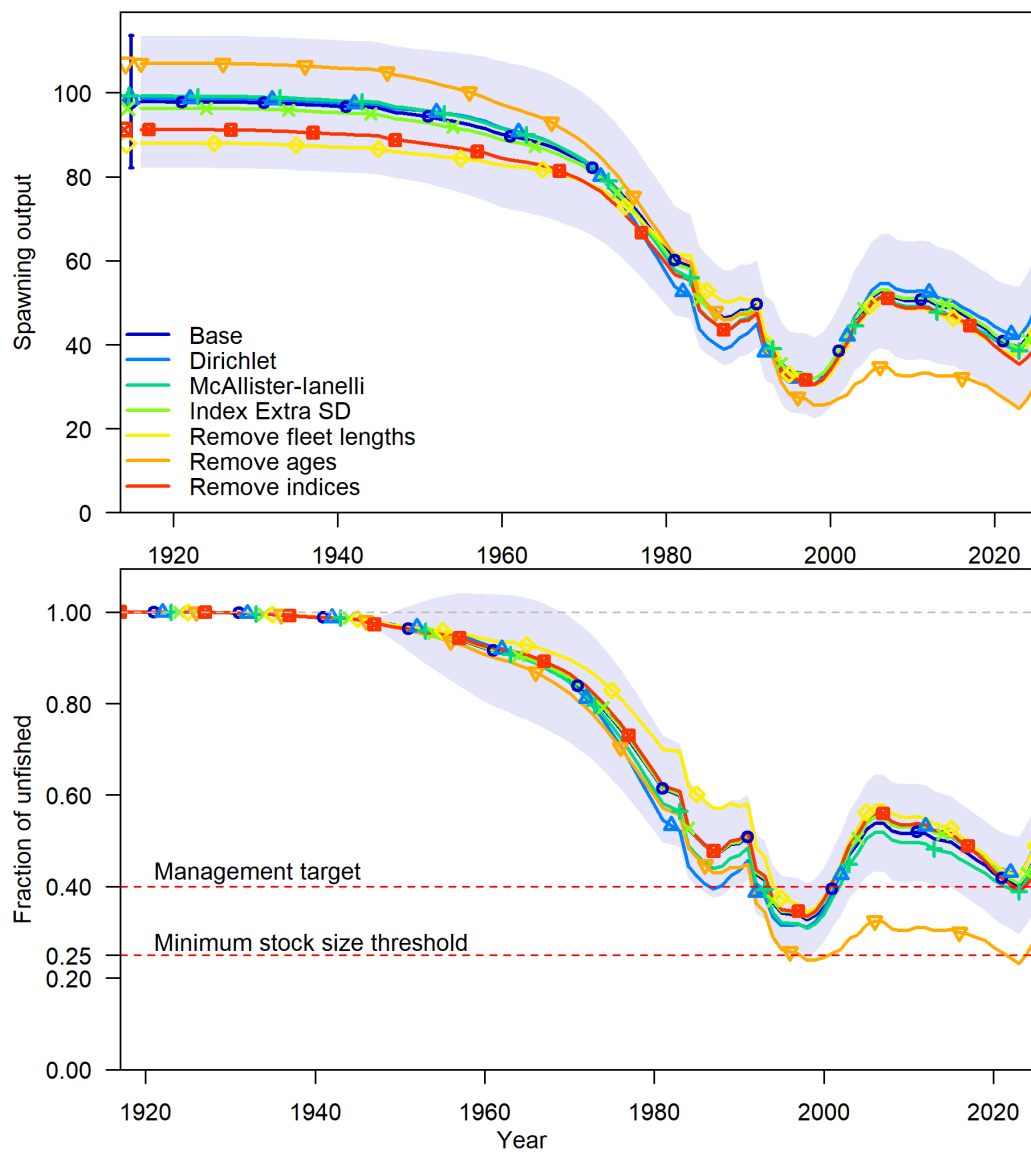 Spawning output
100
80
60
40
20
0
Base
Dirichlet
McAllister-Ianelli
Index Extra SD
Remove fleet lengths
Remove ages
Remove indices
1920 1940 1960 1980 2000 2020
Fraction of unfished
1.00
0.80
0.60
0.40
0.25
0.20
0.00
Management target
Minimum stock size threshold
1920 1940 1960 1980 2000 2020
Year